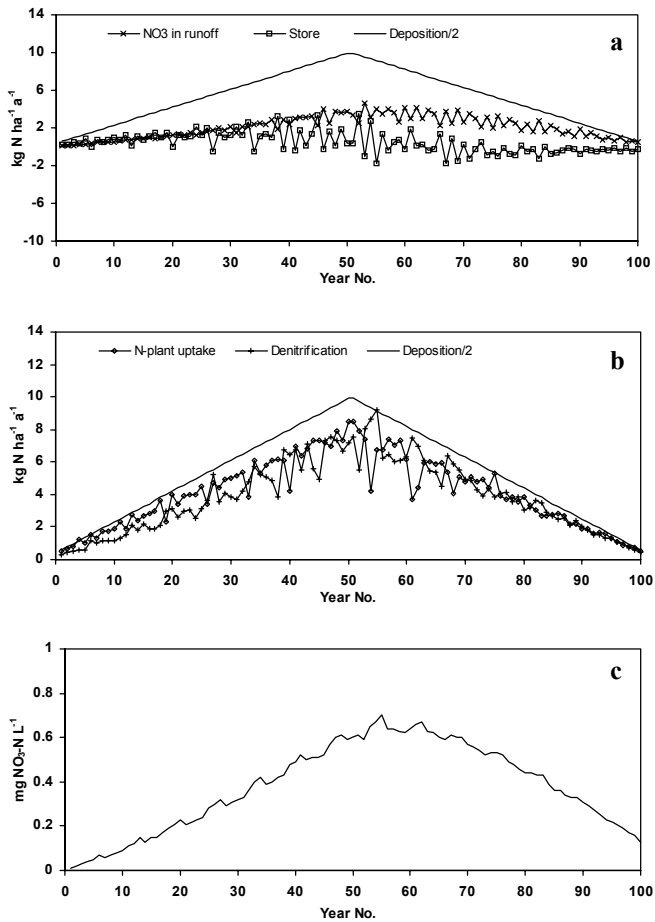 14
NO3 in runoff Store Deposition/2 a
10
6
2
-2
-6
-10
kg N ha⁻¹ a⁻¹
0 10 20 30 40 50 60 70 80 90 100
Year No.
14
N-plant uptake Denitrification Deposition/2 b
12
10
8
6
4
2
0
kg N ha⁻¹ a⁻¹
0 10 20 30 40 50 60 70 80 90 100
Year No.
1
c
0.8
0.6
0.4
0.2
0
mg NO₃-N L⁻¹
0 10 20 30 40 50 60 70 80 90 100
Year No.